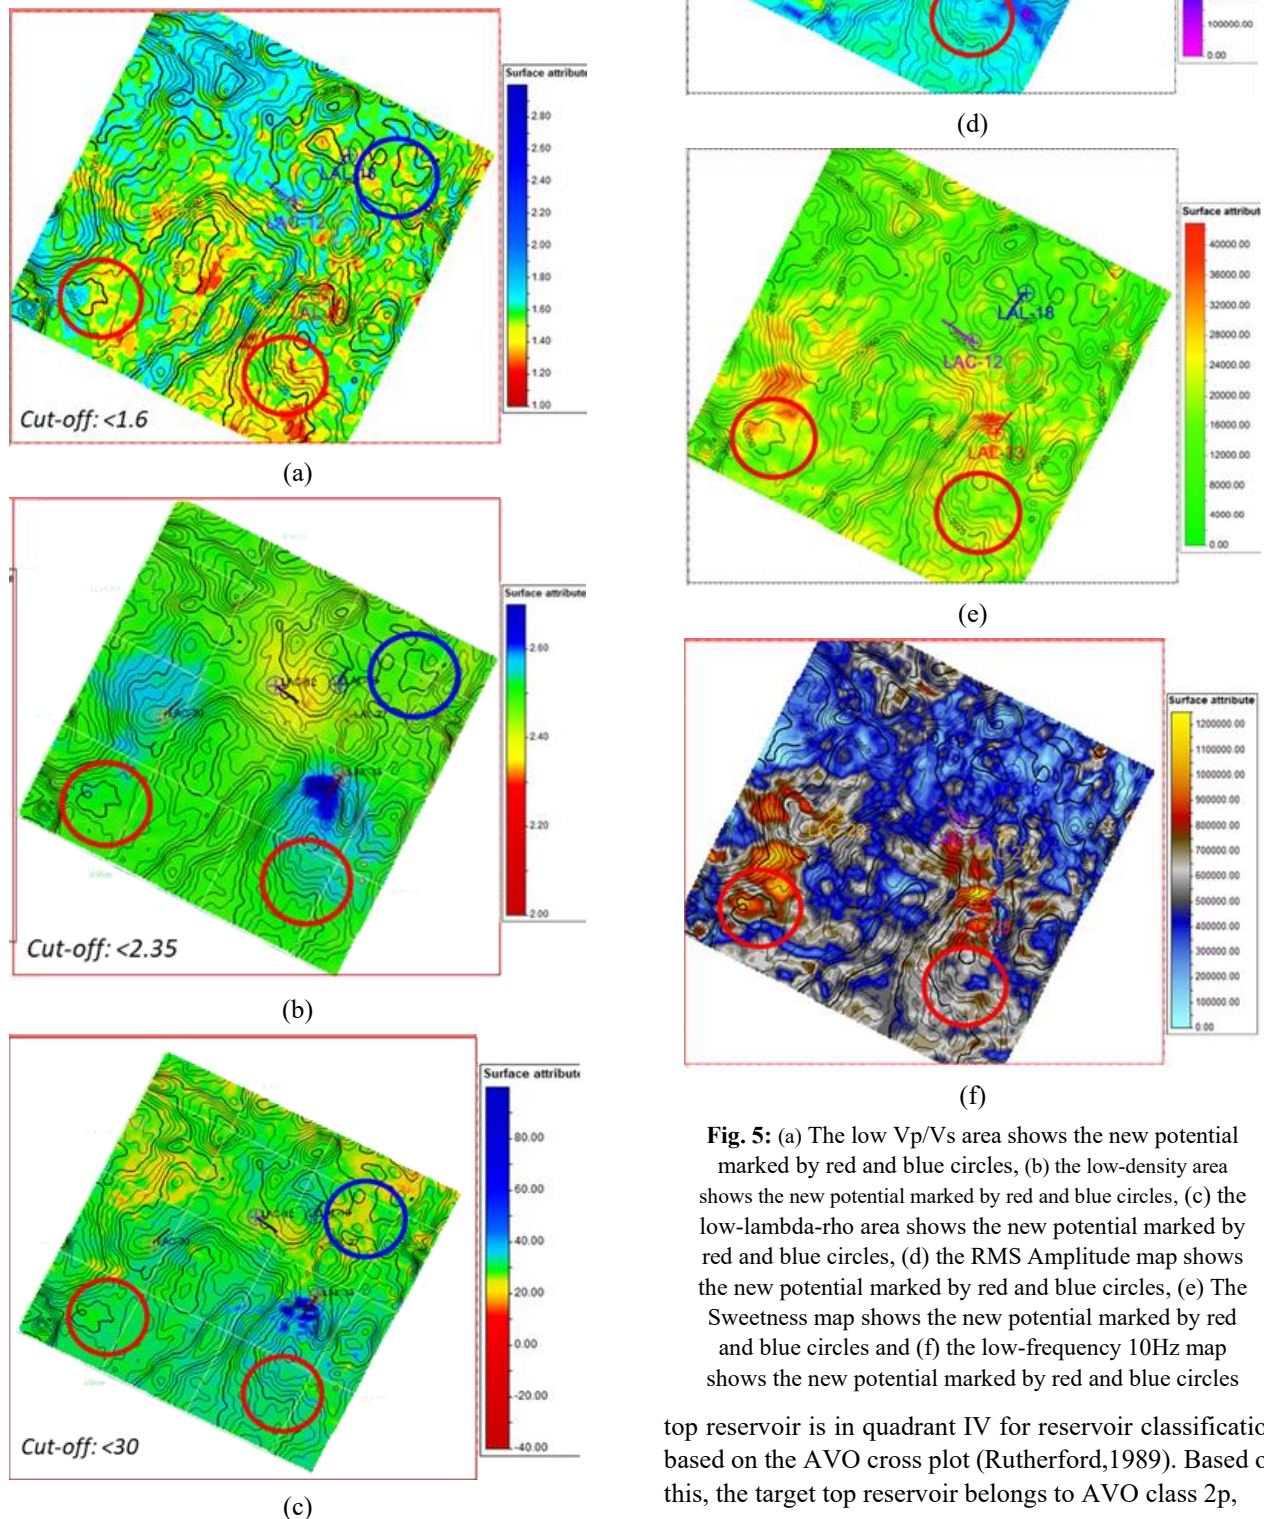 Surface attribute
2.80
2.60
2.40
2.20
2.00
1.80
1.60
1.40
1.20
1.00
LAL-18
LAC-12
Cut-off: <1.6
(a)
Surface attribute
2.60
2.40
2.20
2.00
Cut-off: <2.35
(b)
Surface attribute
80.00
60.00
40.00
20.00
0.00
-20.00
-40.00
Cut-off: <30
(c)
100000.00
0.00
(d)
Surface attribut
40000.00
36000.00
32000.00
28000.00
24000.00
20000.00
16000.00
12000.00
8000.00
4000.00
0.00
LAL-18
LAC-12
LAC-33
(e)
Surface attribute
1200000.00
1100000.00
1000000.00
900000.00
800000.00
700000.00
600000.00
500000.00
400000.00
300000.00
200000.00
100000.00
0.00
(f)
Fig. 5: (a) The low Vp/Vs area shows the new potential
marked by red and blue circles, (b) the low-density area
shows the new potential marked by red and blue circles, (c) the
low-lambda-rho area shows the new potential marked by
red and blue circles, (d) the RMS Amplitude map shows
the new potential marked by red and blue circles, (e) The
Sweetness map shows the new potential marked by red
and blue circles and (f) the low-frequency 10Hz map
shows the new potential marked by red and blue circles
top reservoir is in quadrant IV for reservoir classificatio
based on the AVO cross plot (Rutherford,1989). Based o
this, the target top reservoir belongs to AVO class 2p,